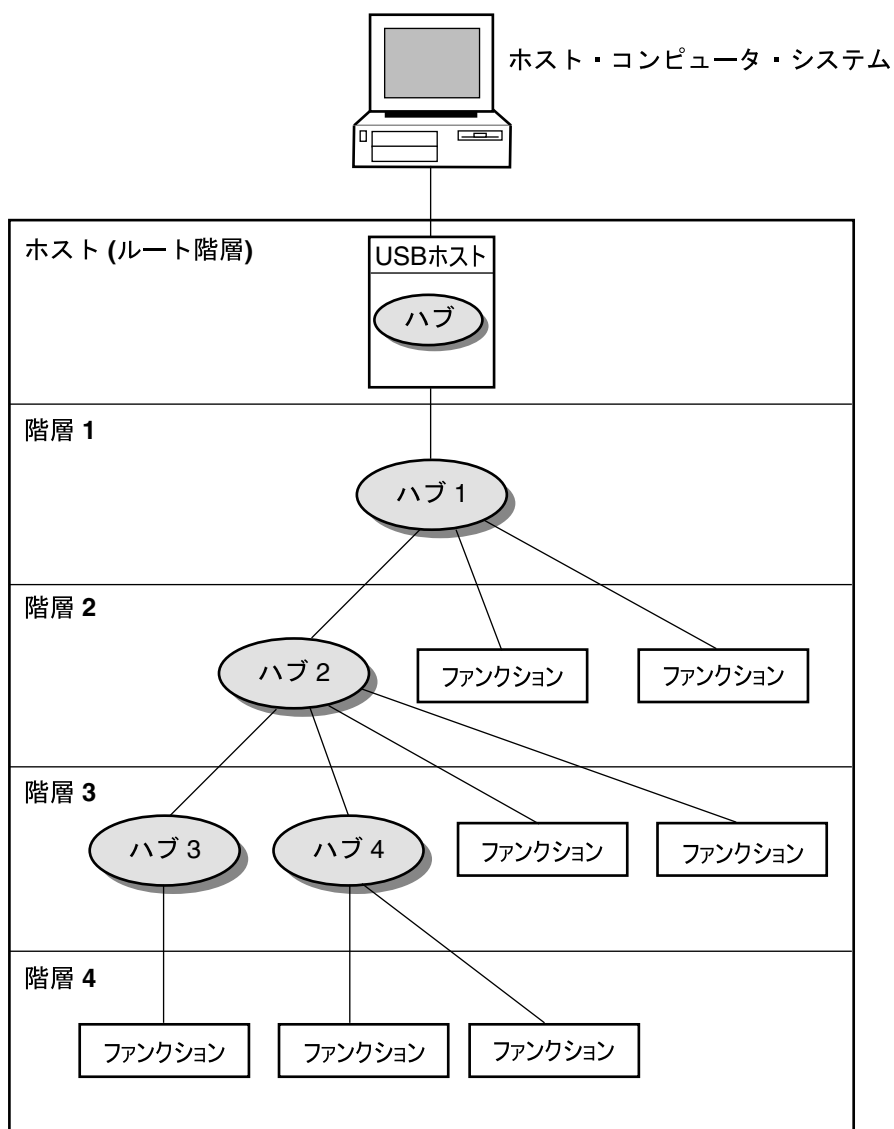 ホスト・コンピュータ・システム
ホスト (ルート階層)
USBホスト
ハブ
階層 1
ハブ 1
階層 2
ハブ 2
ファンクション
ファンクション
階層 3
ハブ 3
ハブ 4
ファンクション
ファンクション
階層 4
ファンクション
ファンクション
ファンクション